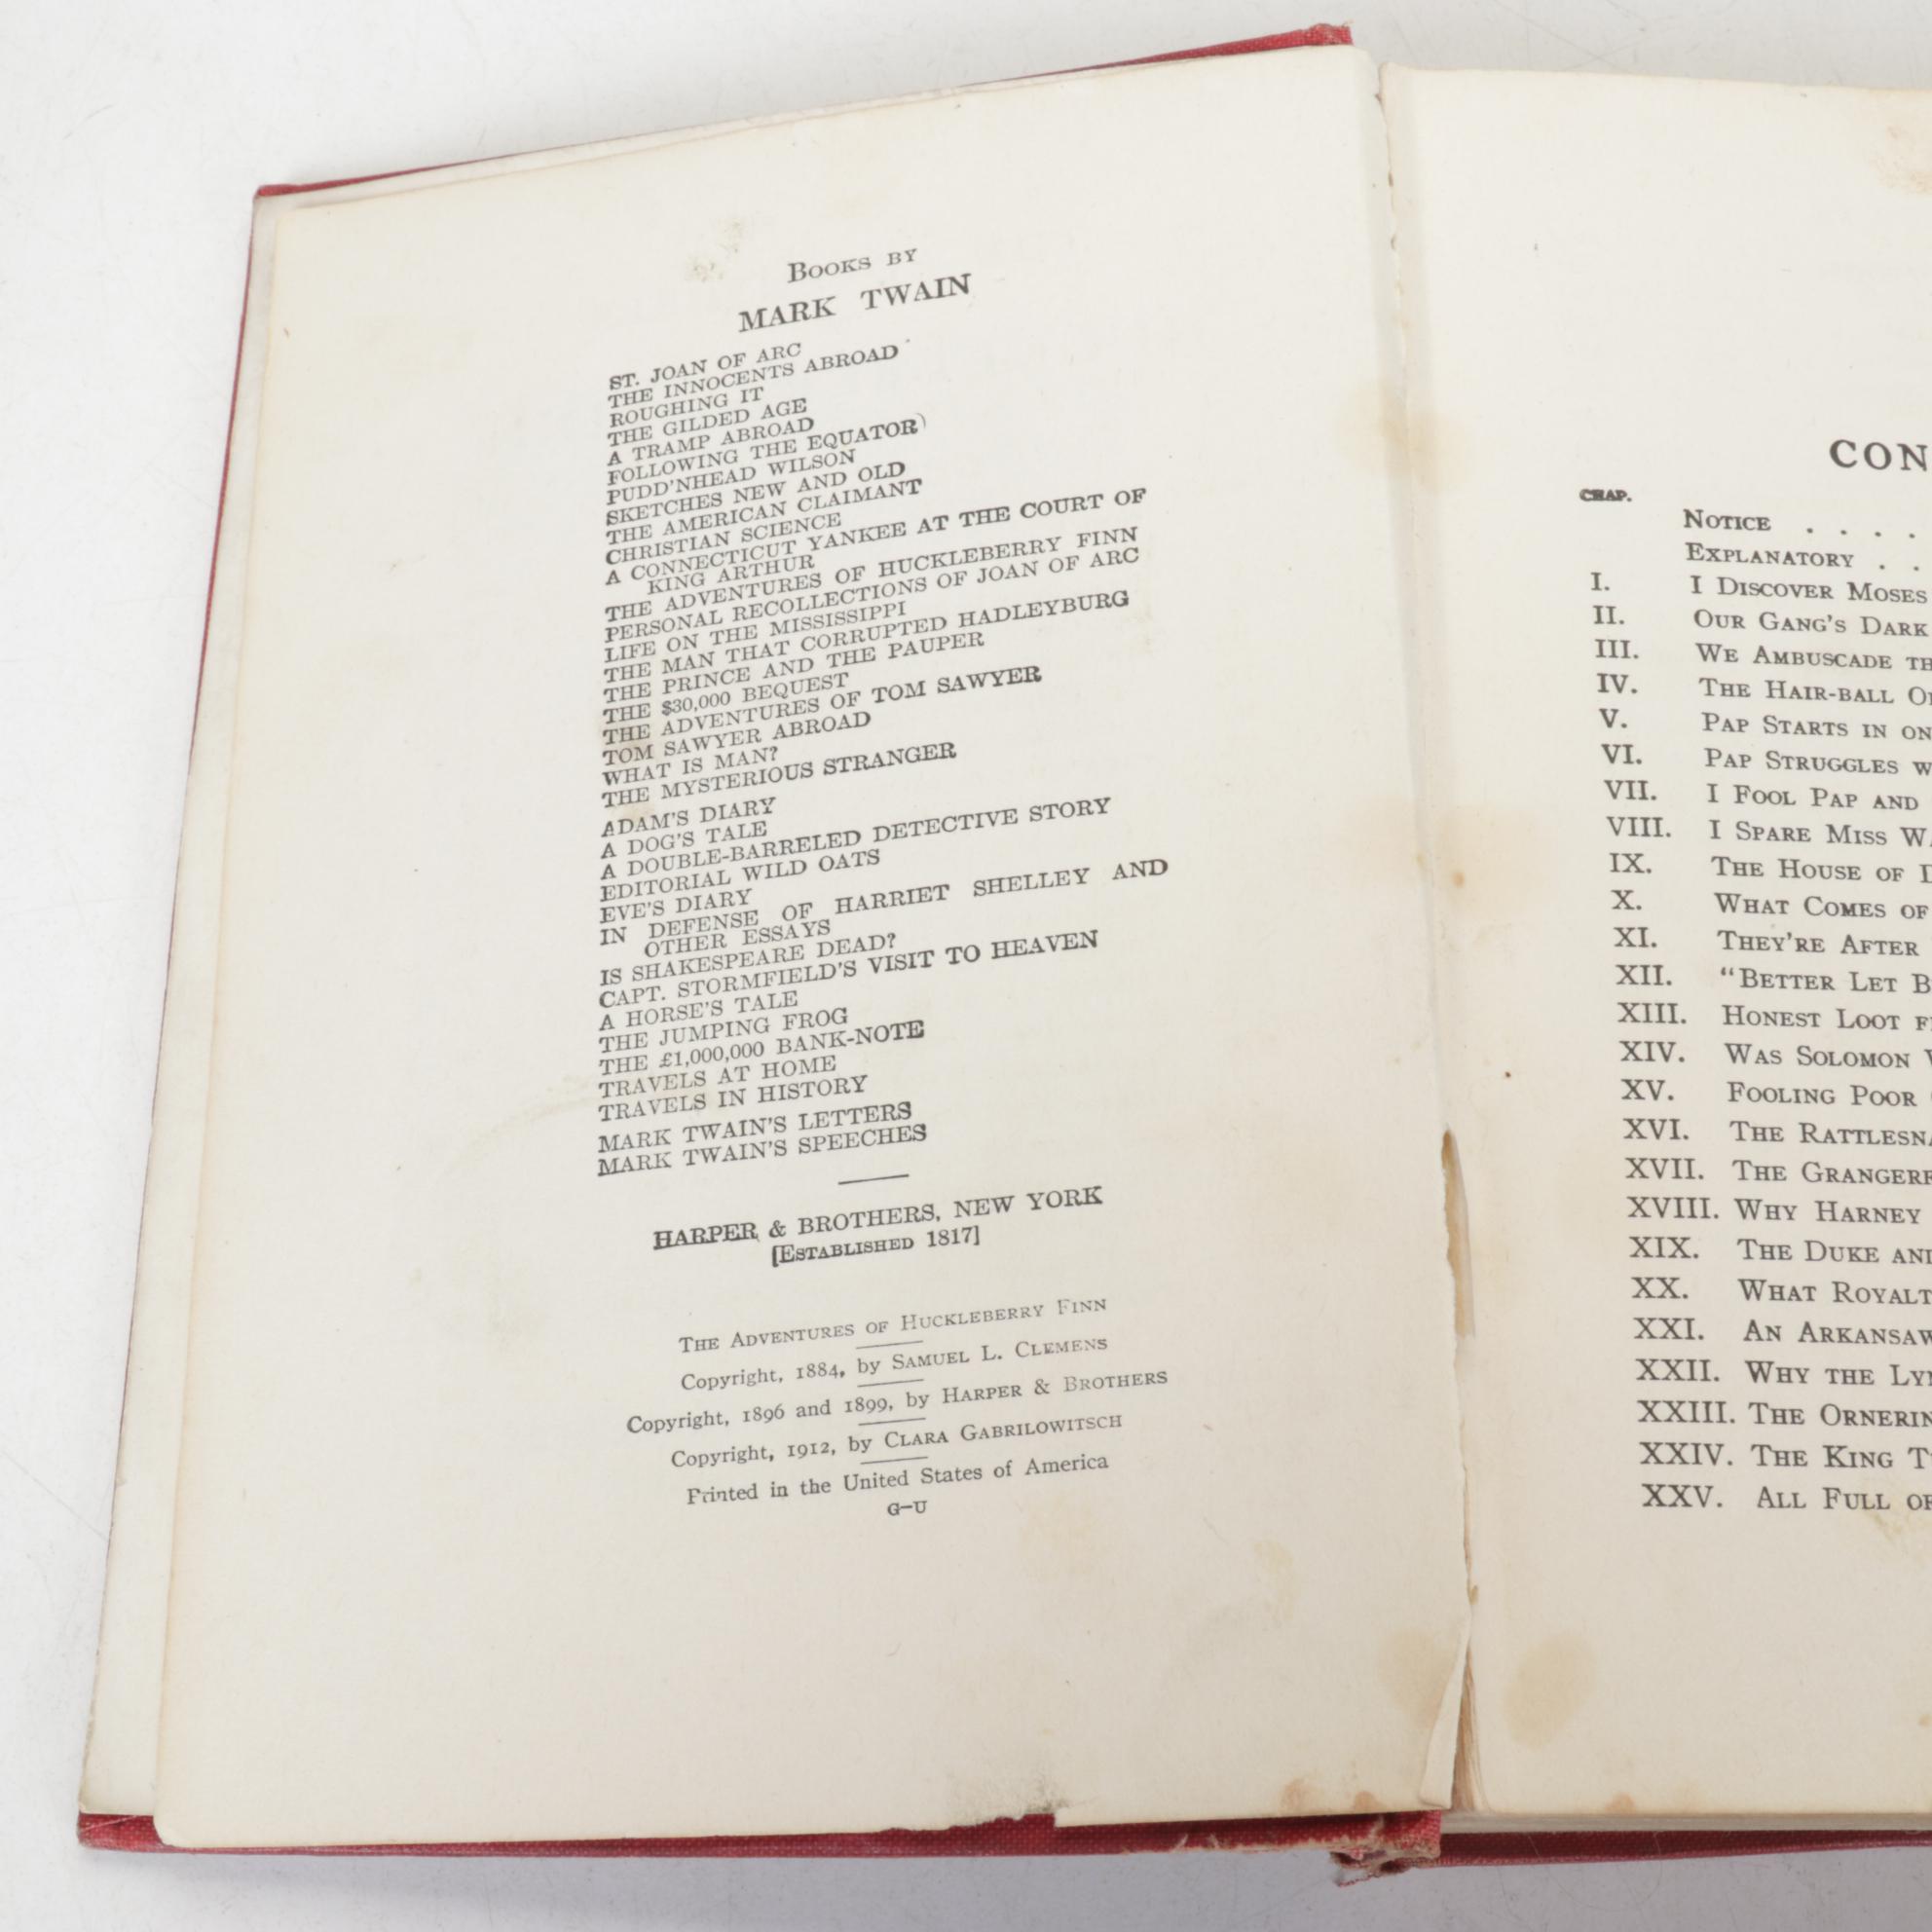 BOOKS BY
MARK TWAIN
ST. JOAN OF ARC
THE INNOCENTS ABROAD
ROUGHING IT
THE GILDED AGE
A TRAMP ABROAD
FOLLOWING THE EQUATOR)
PUDD'NHEAD WILSON
SKETCHES NEW AND OLD
THE AMERICAN CLAIMANT
CHRISTIAN SCIENCE
A CONNECTICUT YANKEE AT THE COURT OF
KING ARTHUR
THE ADVENTURES OF HUCKLEBERRY FINN
PERSONAL RECOLLECTIONS OF JOAN OF ARC
LIFE ON THE MISSISSIPPI
THE MAN THAT CORRUPTED HADLEYBURG
THE PRINCE AND THE PAUPER
THE $30,000 BEQUEST
THE ADVENTURES OF TOM SAWYER
TOM SAWYER ABROAD
WHAT IS MAN?
THE MYSTERIOUS STRANGER
ADAM'S DIARY
A DOG'S TALE
A DOUBLE-BARRELED DETECTIVE STORY
EDITORIAL WILD OATS
EVE'S DIARY
IN DEFENSE OF HARRIET SHELLEY AND
OTHER ESSAYS
IS SHAKESPEARE DEAD?
CAPT. STORMFIELD'S VISIT TO HEAVEN
A HORSE'S TALE
THE JUMPING FROG
THE £1,000,000 BANK-NOTE
TRAVELS AT HOME
TRAVELS IN HISTORY
MARK TWAIN'S LETTERS
MARK TWAIN'S SPEECHES
HARPER & BROTHERS, NEW YORK
[ESTABLISHED 1817]
THE ADVENTURES OF HUCKLEBERRY FINN
Copyright, 1884, by SAMUEL L. CLEMENS
Copyright, 1896 and 1899, by HARPER & BROTHERS
Copyright, 1912, by CLARA GABRILOWITSCH
Printed in the United States of America
G-U
CON
CHAP.
NOTICE . . . .
EXPLANATORY . .
I. I DISCOVER MOSES
II. OUR GANG'S DARK
III. WE AMBUSCADE TH
IV. THE HAIR-BALL O
V. PAP STARTS IN ON
VI. PAP STRUGGLES W
VII. I FOOL PAP AND
VIII. I SPARE MISS WA
IX. THE HOUSE OF D
X. WHAT COMES OF
XI. THEY'RE AFTER
XII. "BETTER LET B
XIII. HONEST LOOT F
XIV. WAS SOLOMON W
XV. FOOLING POOR
XVI. THE RATTLESNA
XVII. THE GRANGERF
XVIII. WHY HARNEY
XIX. THE DUKE AND
XX. WHAT ROYALT
XXI. AN ARKANSAW
XXII. WHY THE LYN
XXIII. THE ORNERIN
XXIV. THE KING T
XXV. ALL FULL OF